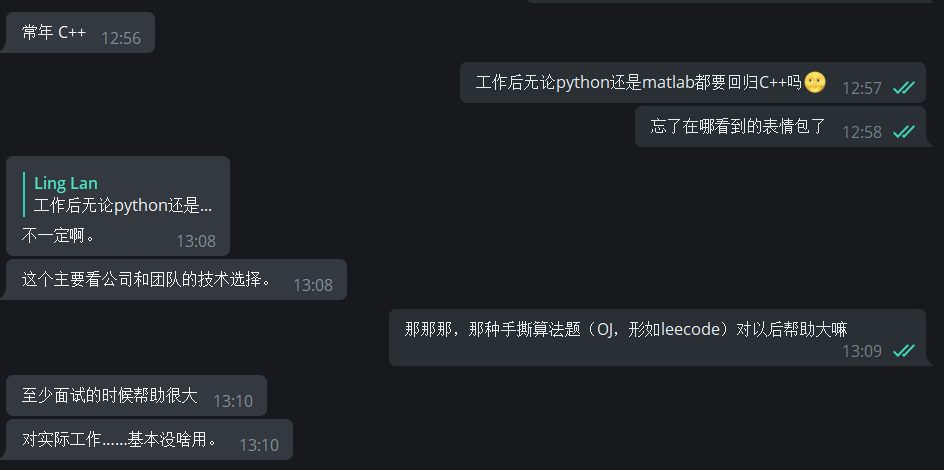 常年 C++ 12:56
工作后无论python还是matlab都要回归C++吗🌝 12:57
忘了在哪看到的表情包了 12:58
Ling Lan
工作后无论python还是...
不一定啊。 13:08
这个主要看公司和团队的技术选择。 13:08
那那那，那种手撕算法题（OJ，形如leecode）对以后帮助大嘛
13:09
至少面试的时候帮助很大 13:10
对实际工作……基本没啥用。 13:10